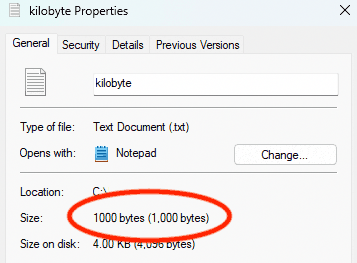 kilobyte Properties
General Security Details Previous Versions
kilobyte
Type of file: Text Document (.txt)
Opens with: Notepad Change...
Location: C:\
Size: 1000 bytes (1,000 bytes)
Size on disk: 4.00 KB (4,096 bytes)